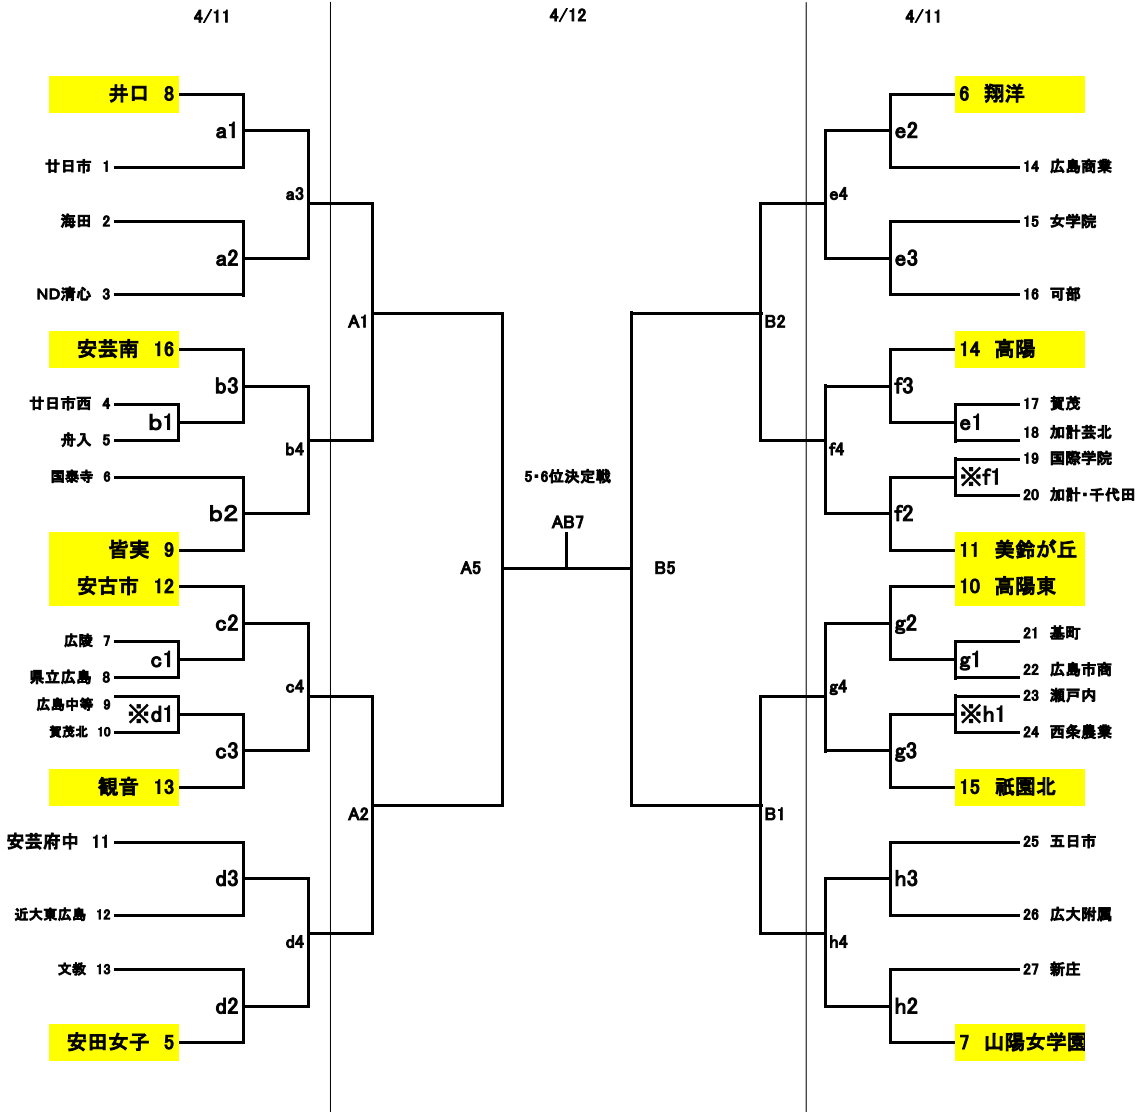 4/11
4/12
4/11
井口 8
6 翔洋
a1
e2
廿日市 1
14 広島商業
a3
e4
海田 2
15 女学院
a2
e3
ND清心 3
16 可部
A1
B2
安芸南 16
14 高陽
b3
f3
廿日市西 4
17 賀茂
b1
e1
舟入 5
18 加計芸北
b4
f4
19 国際学院
国泰寺 6
5・6位決定戦
※f1
20 加計・千代田
b2
f2
AB7
皆実 9
11 美鈴が丘
A5
B5
安古市 12
10 高陽東
c2
g2
広陵 7
21 基町
c1
g1
県立広島 8
22 広島市商
c4
g4
広島中等 9
23 瀬戸内
※d1
※h1
賀茂北 10
24 西条農業
c3
g3
観音 13
15 祇園北
A2
B1
安芸府中 11
25 五日市
d3
h3
近大東広島 12
26 広大附属
d4
h4
文教 13
27 新庄
d2
h2
安田女子 5
7 山陽女学園